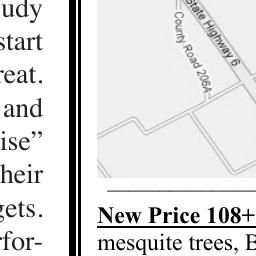 udy
start
reat.
and
ise”
heir
gets.
rfor-
State Highway 6
County Road 206A
New Price 108+
mesquite trees, B